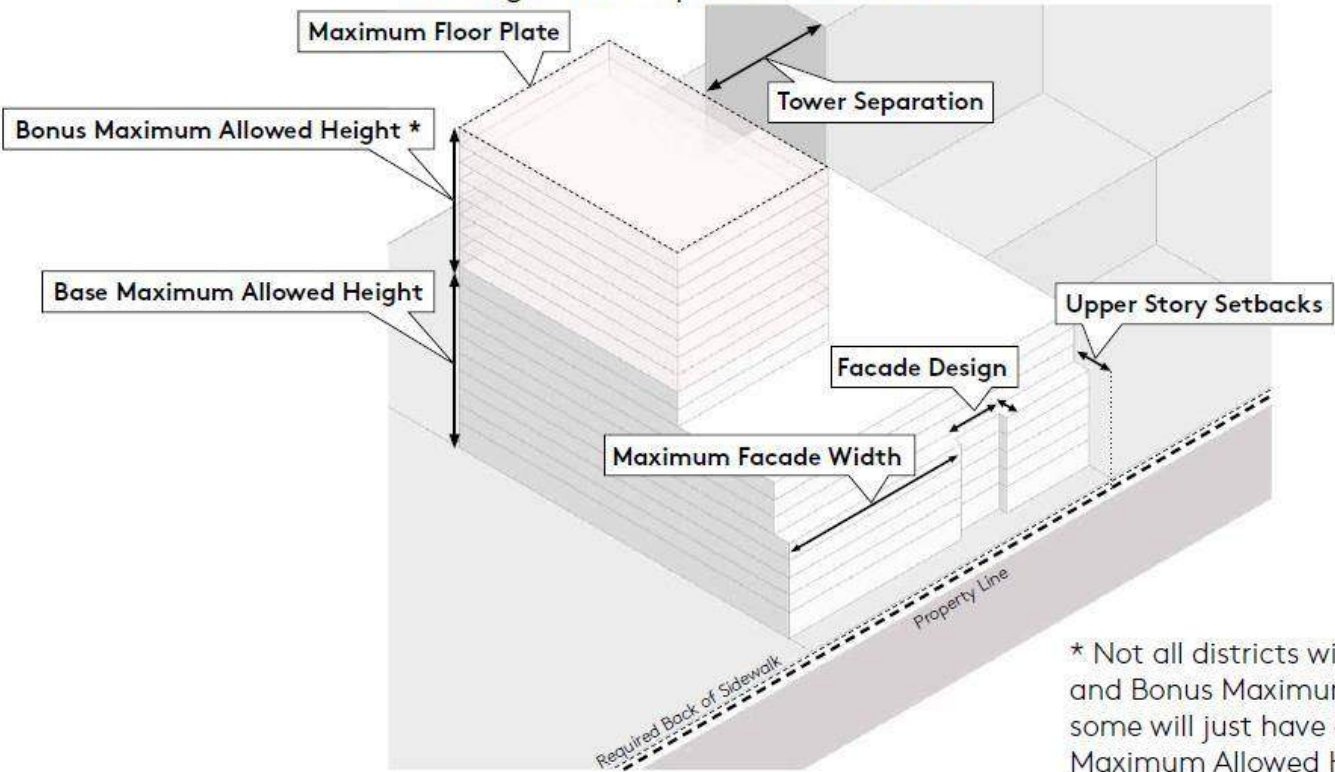 Maximum Floor Plate
Tower Separation
Bonus Maximum Allowed Height *
Base Maximum Allowed Height
Upper Story Setbacks
Facade Design
Maximum Facade Width
Property Line
Required Back of Sidewalk
* Not all districts
and Bonus
some will just have
Maximum Allowed